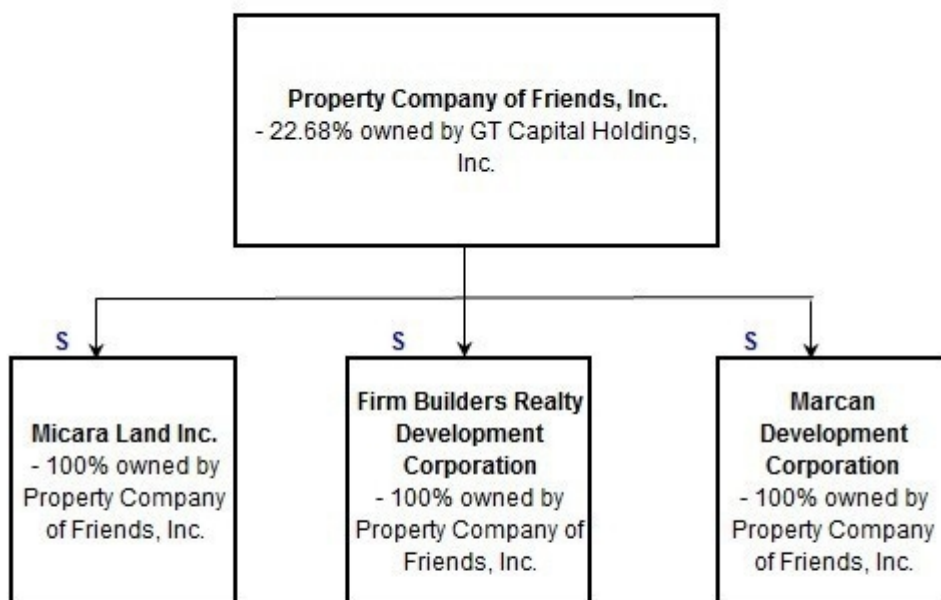 Property Company of Friends, Inc.
- 22.68% owned by GT Capital Holdings,
Inc.
S
Micara Land Inc.
- 100% owned by
Property Company
of Friends, Inc.
S
Firm Builders Realty
Development
Corporation
- 100% owned by
Property Company of
Friends, Inc.
S
Marcan
Development
Corporation
- 100% owned by
Property Company
of Friends, Inc.